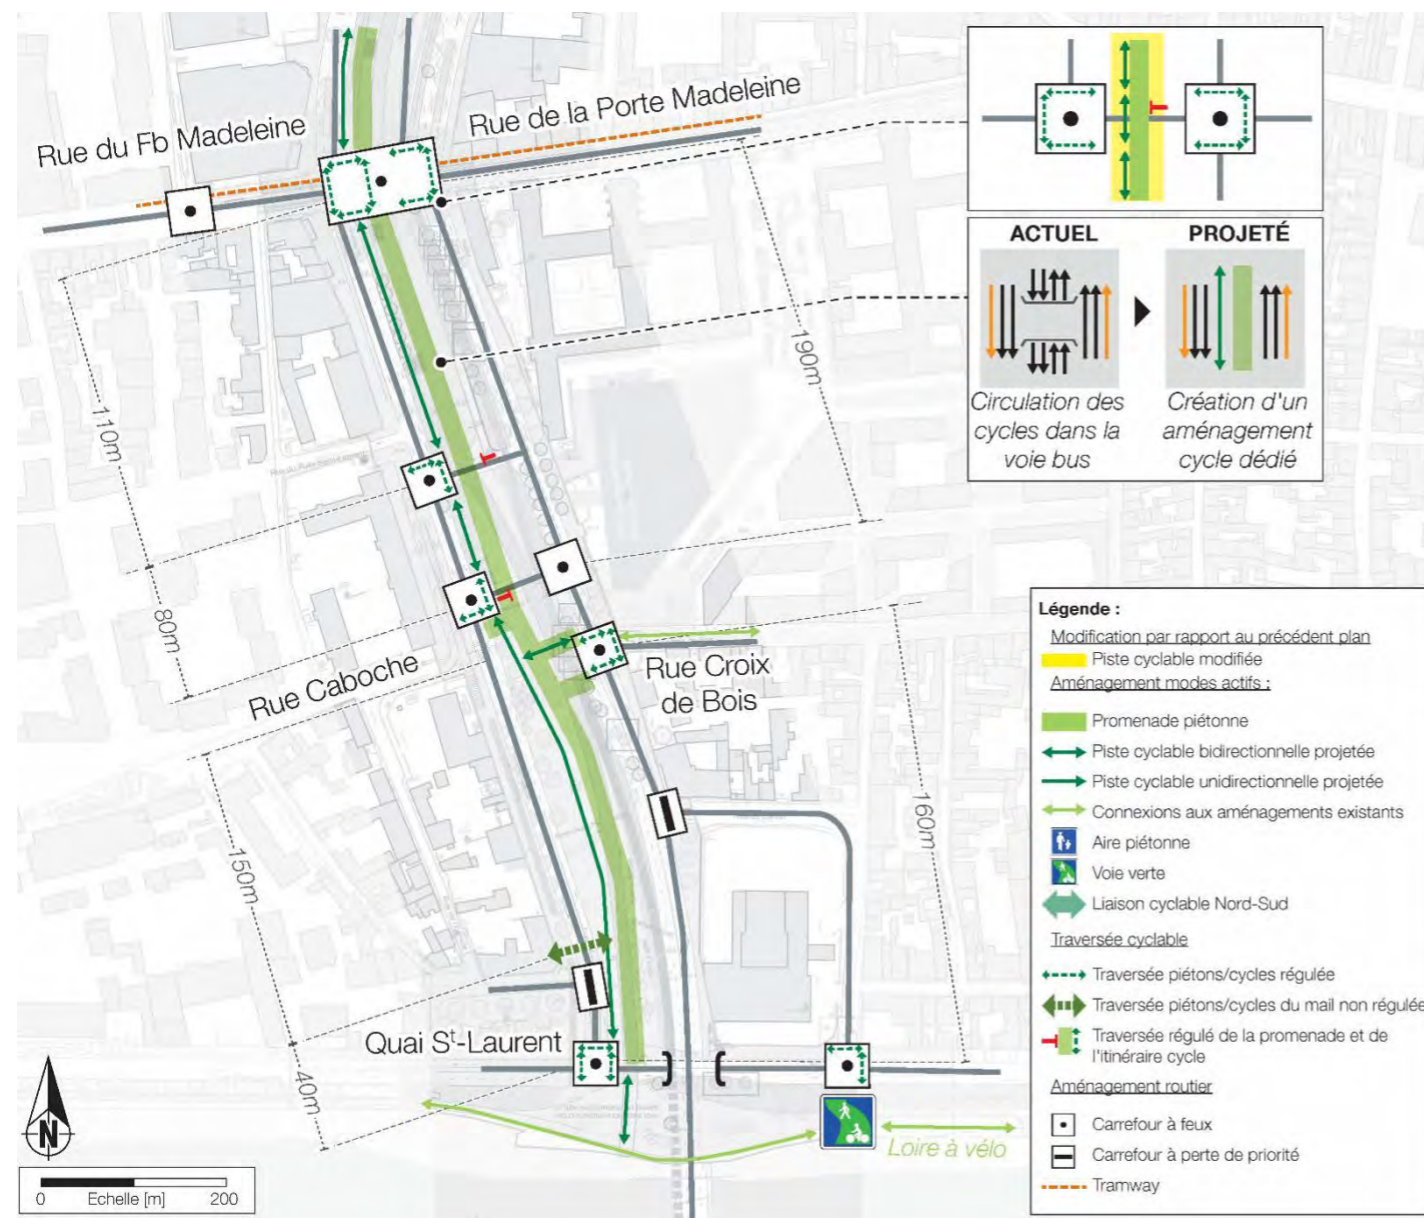 Rue du Fb Madeleine
Rue de la Porte Madeleine
ACTUEL
PROJETÉ
Circulation des
cycles dans la
voie bus
Création d'un
aménagement
cycle dédié
190m
110m
80m
Rue Caboche
Rue Croix
de Bois
150m
160m
Quai St-Laurent
40m
Loire à vélo
N
0 Echelle [m] 200
Légende :
Modification par rapport au précédent plan
Piste cyclable modifiée
Aménagement modes actifs :
Promenade piétonne
Piste cyclable bidirectionnelle projetée
Piste cyclable unidirectionnelle projetée
Connexions aux aménagements existants
Aire piétonne
Voie verte
Liaison cyclable Nord-Sud
Traversée cyclable
Traversée piétons/cycles régulée
Traversée piétons/cycles du mail non régulée
Traversée régulé de la promenade et de
l'itinéraire cycle
Aménagement routier
Carrefour à feux
Carrefour à perte de priorité
Tramway